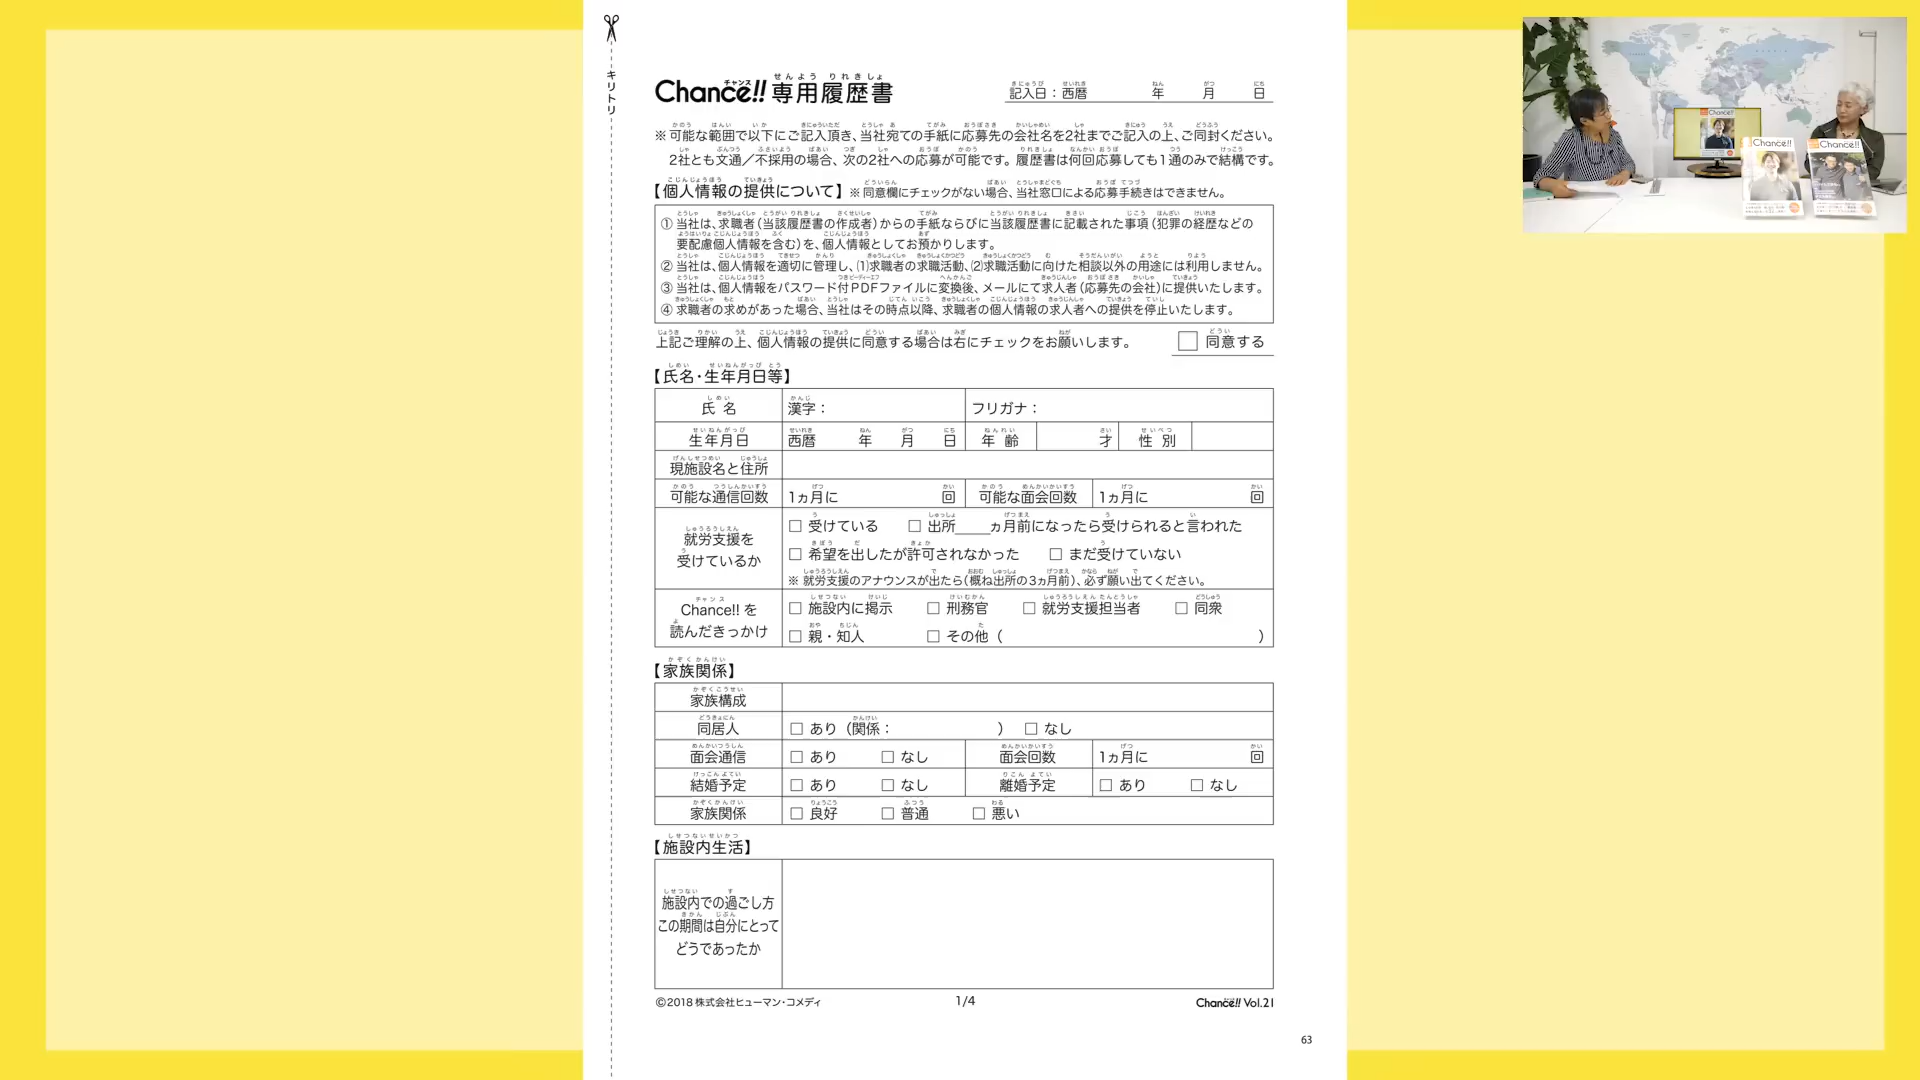 キリトリ
Chance!! 専用履歴書
記入日:西暦 年 月 日
※ 可能な範囲で以下にご記入頂き、当社宛ての手紙に応募先の会社名を2社までご記入の上、ご同封ください。
2社とも文通/不採用の場合、次の2社への応募が可能です。履歴書は何回応募しても1通のみで結構です。
【個人情報の提供について】※ 同意欄にチェックがない場合、当社窓口による応募手続きはできません。
① 当社は、求職者(当該履歴書の作成者)からの手紙ならびに当該履歴書に記載された事項(犯罪の経歴などの
要配慮個人情報を含む)を、個人情報としてお預かりします。
② 当社は、個人情報を適切に管理し、(1)求職者の求職活動、(2)求職活動に向けた相談以外の用途には利用しません。
③ 当社は、個人情報をパスワード付PDFファイルに変換後、メールにて求人者(応募先の会社)に提供いたします。
④ 求職者の求めがあった場合、当社はその時点以降、求職者の個人情報の求人者への提供を停止いたします。
上記ご理解の上、個人情報の提供に同意する場合は右にチェックをお願いします。 □ 同意する
【氏名・生年月日等】
氏名 漢字: フリガナ:
生年月日 西暦 年 月 日 年齢 才 性別
現施設名と住所
可能な通信回数 1ヵ月に 回 可能な面会回数 1ヵ月に 回
就労支援を
受けているか
□ 受けている □ 出所____ヵ月前になったら受けられると言われた
□ 希望を出したが許可されなかった □ まだ受けていない
※ 就労支援のアナウンスが出たら(概ね出所の3ヵ月前)、必ず願い出てください。
Chance!! を
読んだきっかけ
□ 施設内に掲示 □ 刑務官 □ 就労支援担当者 □ 同衆
□ 親・知人 □ その他( )
【家族関係】
家族構成
同居人 □ あり(関係: ) □ なし
面会通信 □ あり □ なし 面会回数 1ヵ月に 回
結婚予定 □ あり □ なし 離婚予定 □ あり □ なし
家族関係 □ 良好 □ 普通 □ 悪い
【施設内生活】
施設内での過ごし方
この期間は自分にとって
どうであったか
©2018 株式会社ヒューマン・コメディ 1/4 Chance!! Vol.21
63
Chance!!
Chance!!
Chance!!